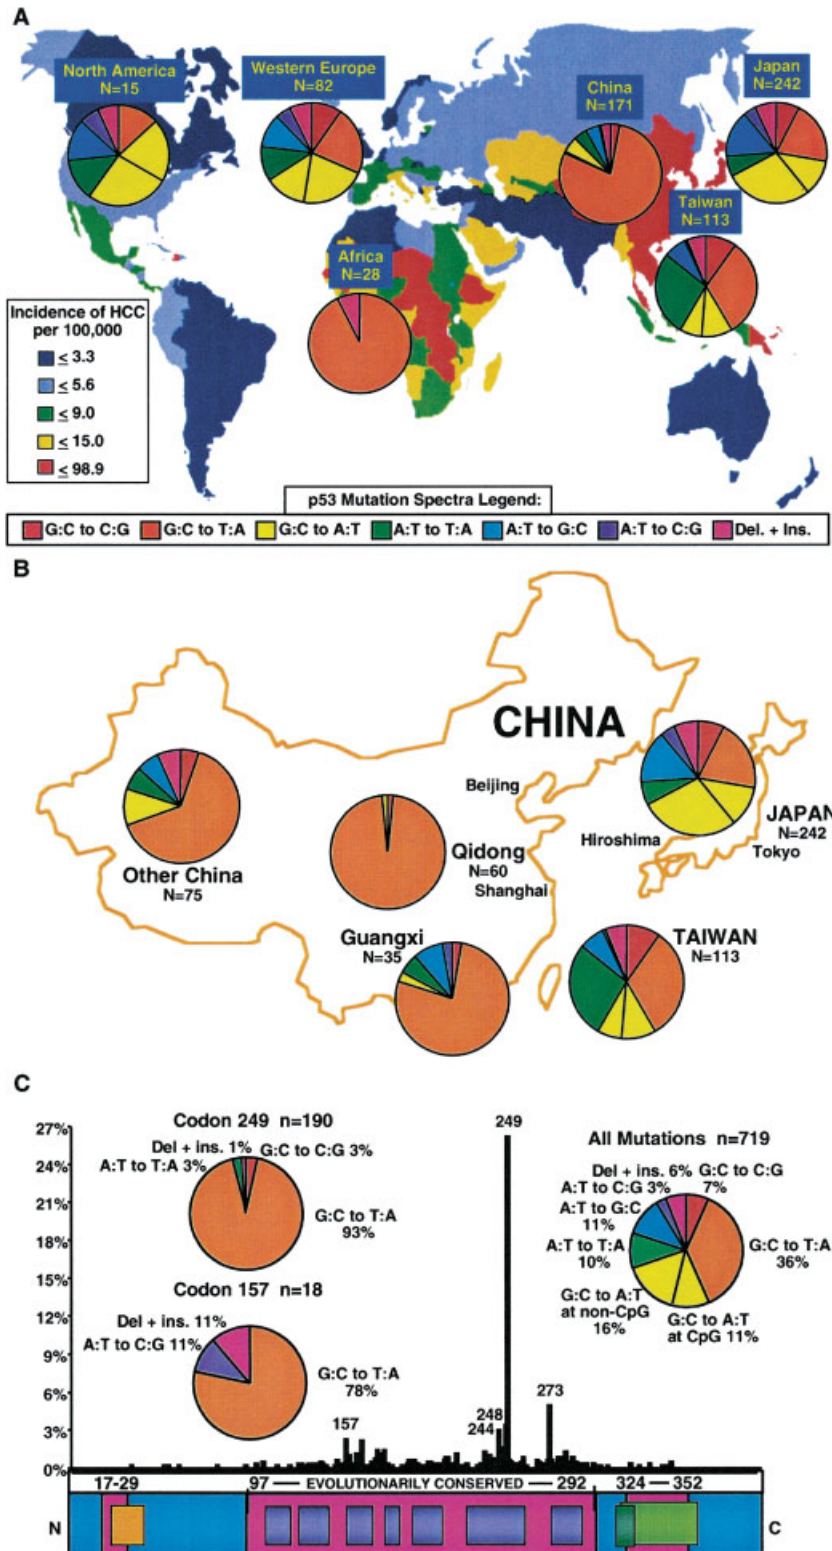 A
North America
N=15
Western Europe
N=82
China
N=171
Japan
N=242
Taiwan
N=113
Africa
N=28
Incidence of HCC
per 100,000
≤ 3.3
≤ 5.6
≤ 9.0
≤ 15.0
≤ 98.9
p53 Mutation Spectra Legend:
G:C to C:G G:C to T:A G:C to A:T A:T to T:A A:T to G:C A:T to C:G Del. + Ins.
B
CHINA
Beijing
JAPAN
N=242
Hiroshima
Tokyo
Qidong
N=60
Shanghai
Other China
N=75
Guangxi
N=35
TAIWAN
N=113
C
27%
24%
21%
18%
15%
12%
9%
6%
3%
0%
Codon 249 n=190
Del + ins. 1%
G:C to C:G 3%
A:T to T:A 3%
G:C to T:A
93%
Codon 157 n=18
Del + ins. 11%
A:T to C:G 11%
G:C to T:A
78%
249
All Mutations n=719
Del + ins. 6%
G:C to C:G
7%
A:T to C:G 3%
A:T to G:C
11%
A:T to T:A
10%
G:C to T:A
36%
G:C to A:T
at non-CpG
16%
G:C to A:T
at CpG 11%
157
248
244
273
17-29
97 — EVOLUTIONARILY CONSERVED — 292
324 — 352
N
C